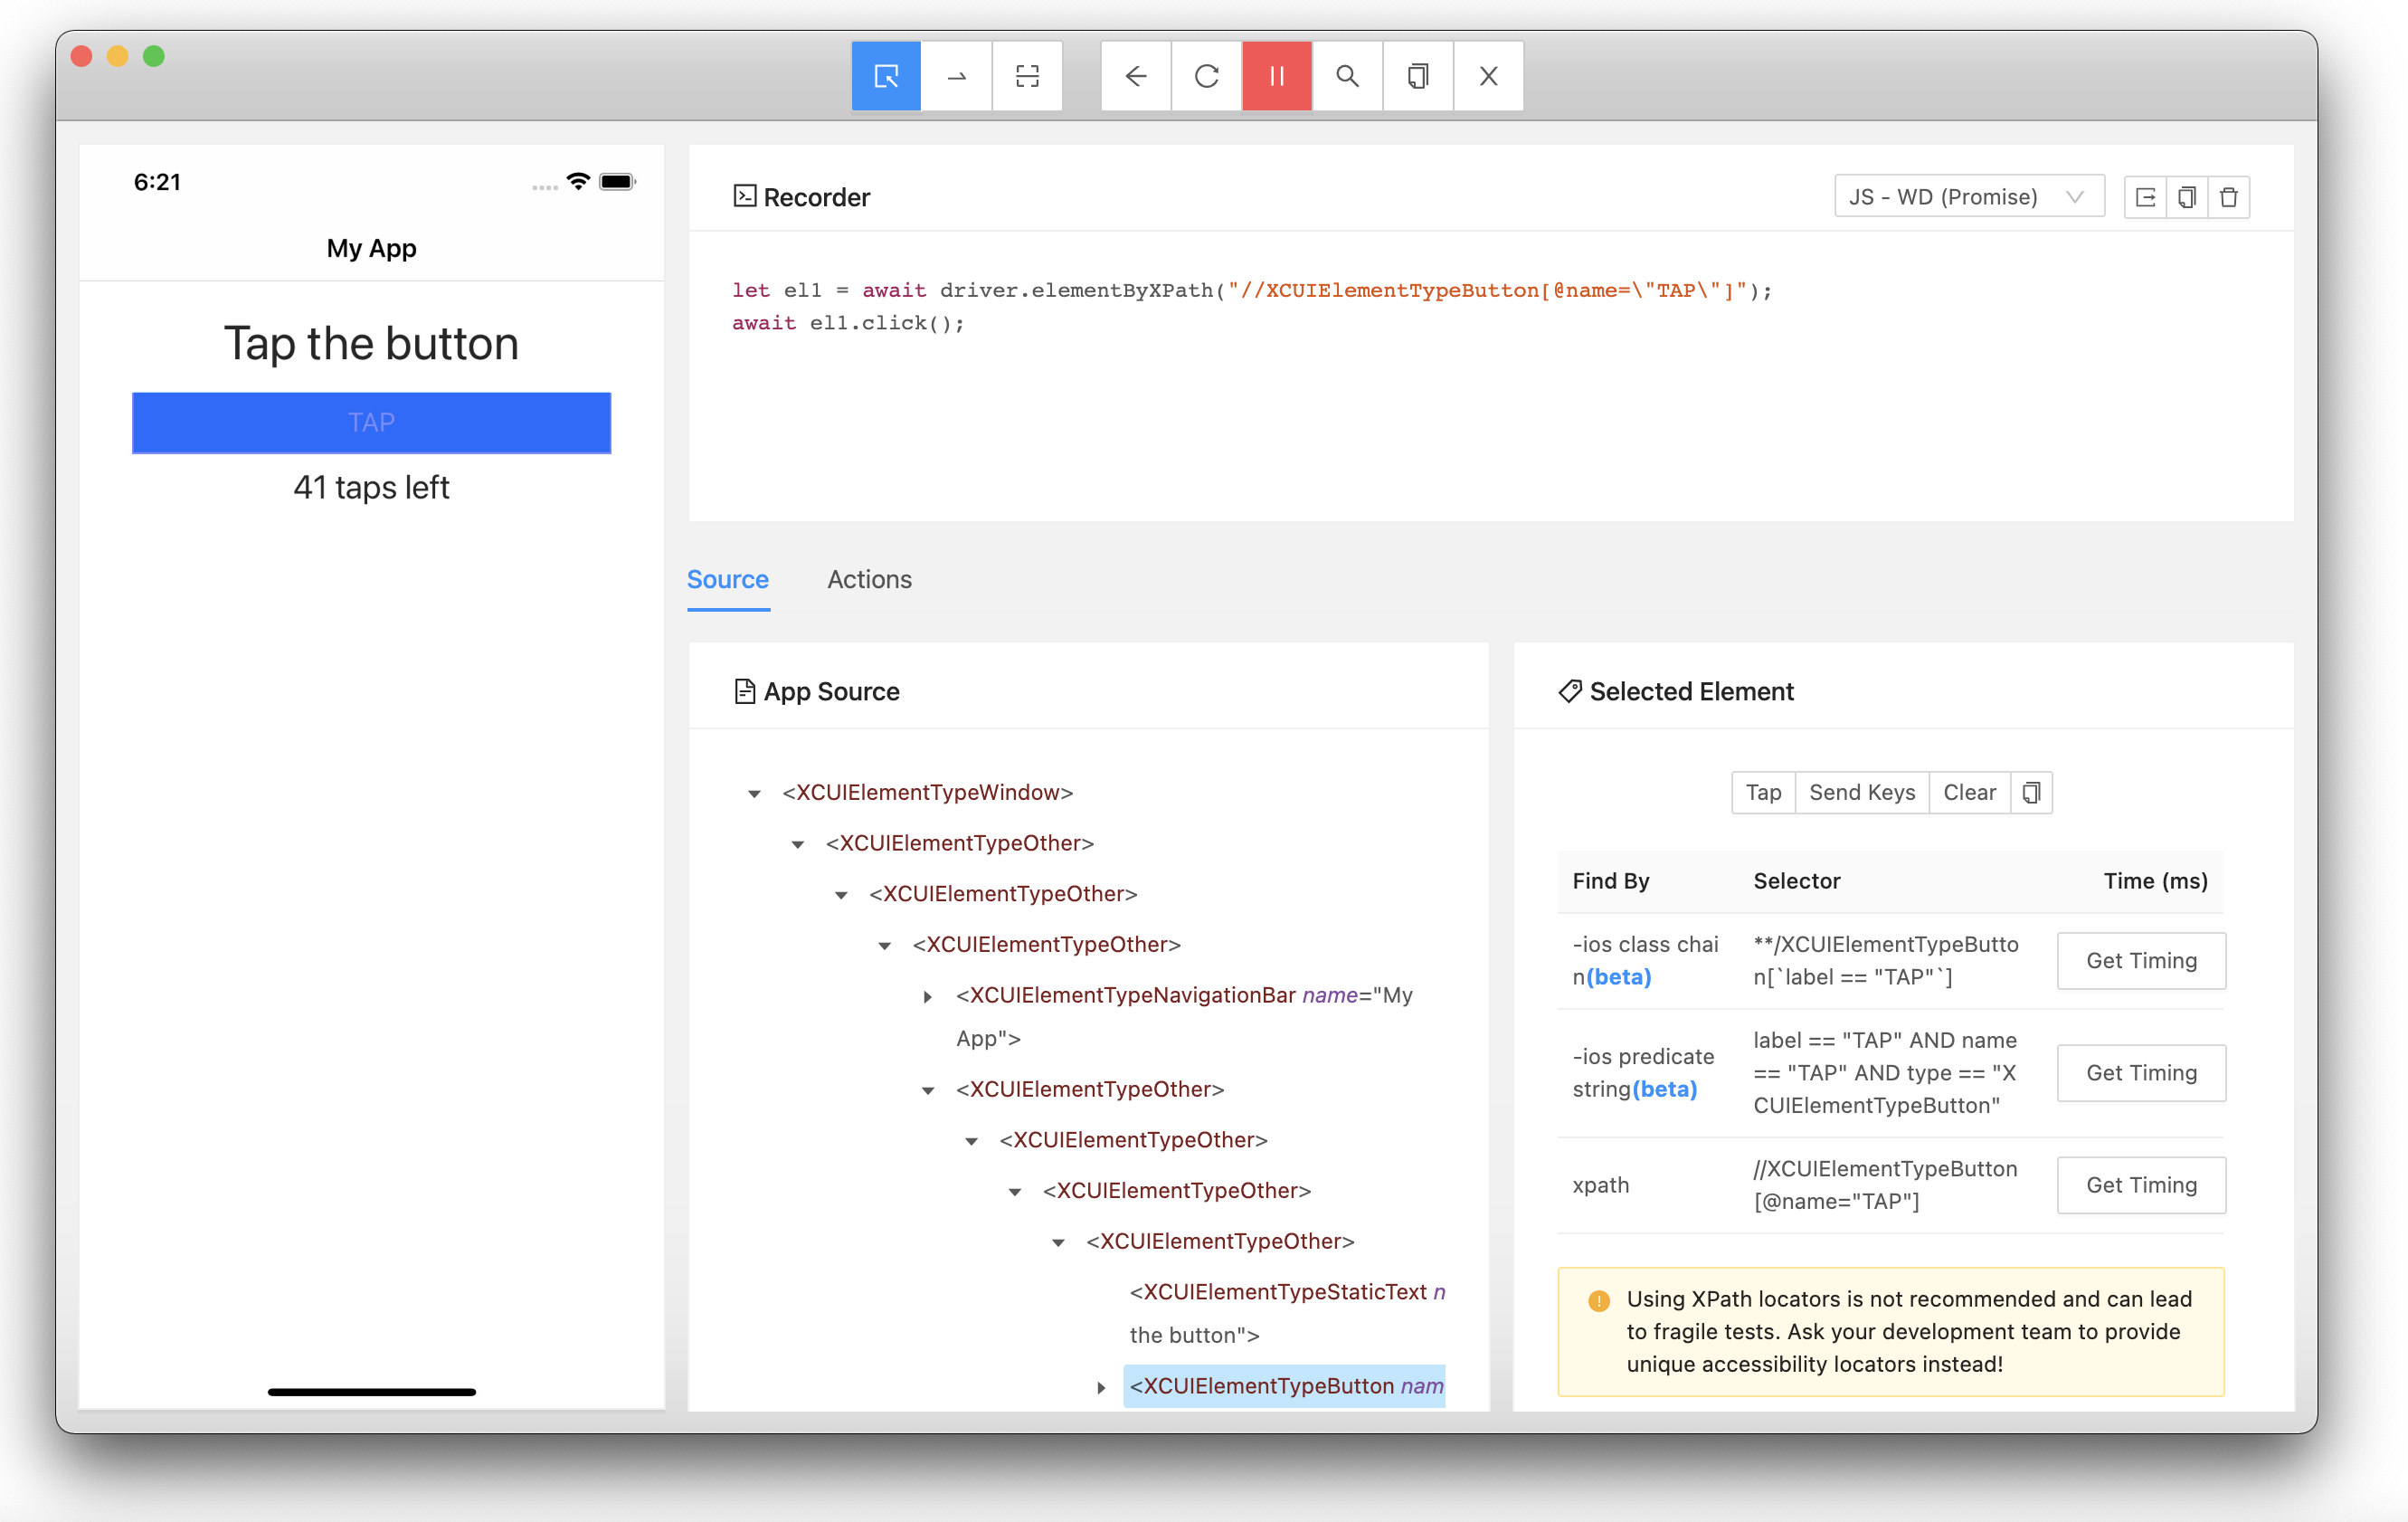 6:21
My App
Tap the button
TAP
41 taps left
Recorder
JS - WD (Promise)
let el1 = await driver.elementByXPath("//XCUIElementTypeButton[@name=\"TAP\"]");
await el1.click();
Source
Actions
App Source
<XCUIElementTypeWindow>
<XCUIElementTypeOther>
<XCUIElementTypeOther>
<XCUIElementTypeOther>
<XCUIElementTypeNavigationBar name="My
App">
<XCUIElementTypeOther>
<XCUIElementTypeOther>
<XCUIElementTypeOther>
<XCUIElementTypeOther>
<XCUIElementTypeStaticText n
the button">
<XCUIElementTypeButton nam
Selected Element
Tap
Send Keys
Clear
Find By
Selector
Time (ms)
-ios class chai
n(beta)
**/XCUIElementTypeButto
n[`label == "TAP"`]
Get Timing
-ios predicate
string(beta)
label == "TAP" AND name
== "TAP" AND type == "X
CUIElementTypeButton"
Get Timing
xpath
//XCUIElementTypeButton
[@name="TAP"]
Get Timing
Using XPath locators is not recommended and can lead
to fragile tests. Ask your development team to provide
unique accessibility locators instead!